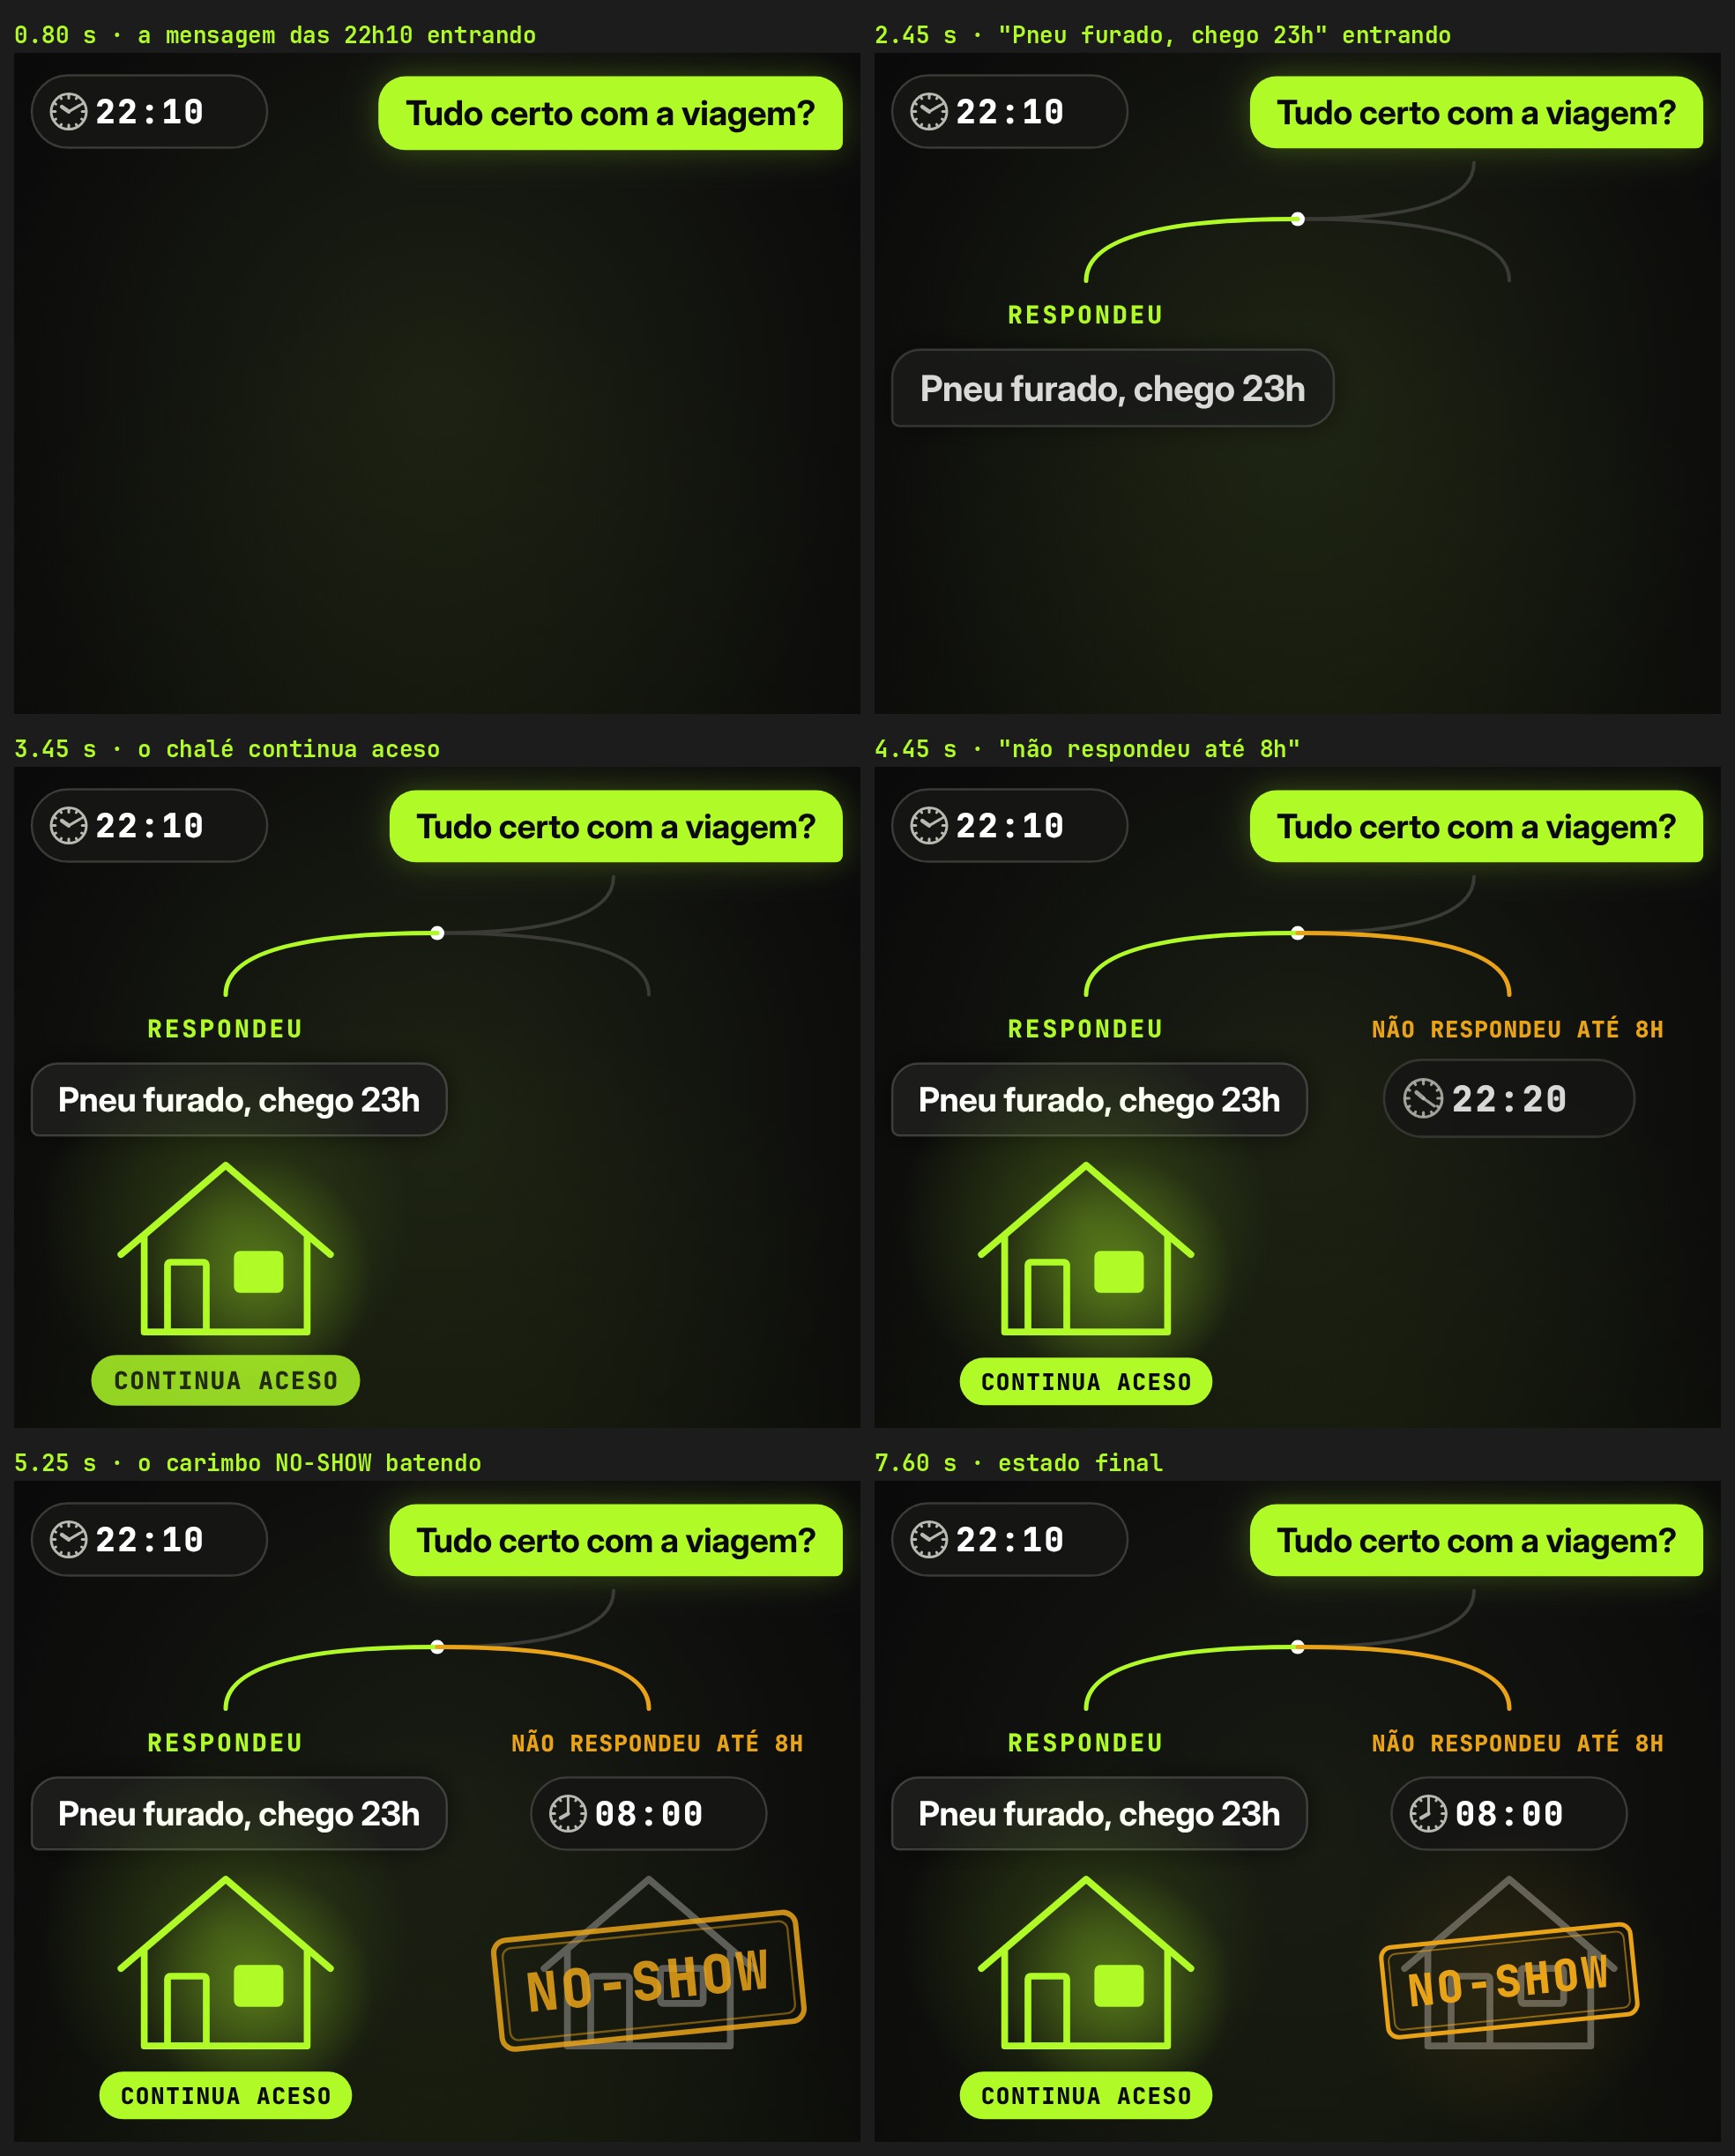 0.80 s · a mensagem das 22h10 entrando
22:10
Tudo certo com a viagem?
2.45 s · "Pneu furado, chego 23h" entrando
22:10
Tudo certo com a viagem?
RESPONDEU
Pneu furado, chego 23h
3.45 s · o chalé continua aceso
22:10
Tudo certo com a viagem?
RESPONDEU
Pneu furado, chego 23h
CONTINUA ACESO
4.45 s · "não respondeu até 8h"
22:10
Tudo certo com a viagem?
RESPONDEU
NÃO RESPONDEU ATÉ 8H
Pneu furado, chego 23h
22:20
CONTINUA ACESO
5.25 s · o carimbo NO-SHOW batendo
22:10
Tudo certo com a viagem?
RESPONDEU
NÃO RESPONDEU ATÉ 8H
Pneu furado, chego 23h
08:00
NO-SHOW
CONTINUA ACESO
7.60 s · estado final
22:10
Tudo certo com a viagem?
RESPONDEU
NÃO RESPONDEU ATÉ 8H
Pneu furado, chego 23h
08:00
NO-SHOW
CONTINUA ACESO